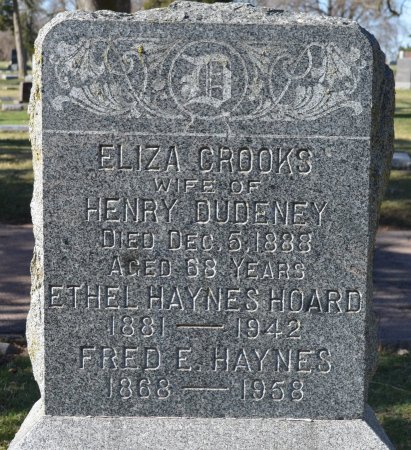 D
ELIZA CROOKS
WIFE OF
HENRY DUDENEY
DIED DEC. 5, 1888
AGED 68 YEARS
ETHEL HAYNES HOARD
1881 — 1942
FRED E. HAYNES
1868 — 1958